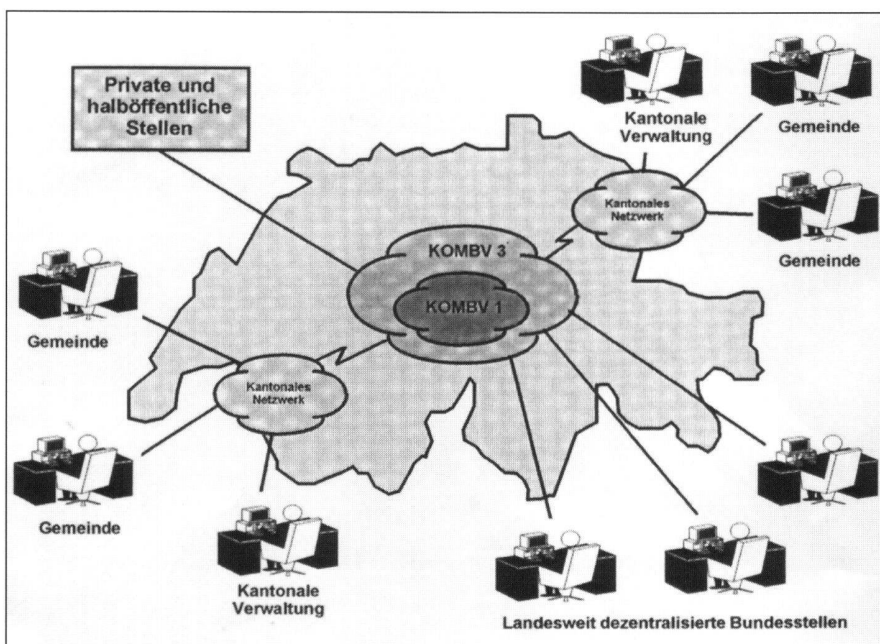 Private und
halböffentliche
Stellen
Kantonale
Verwaltung
Gemeinde
Kantonales
Netzwerk
Gemeinde
KOMBV 3
KOMBV 1
Gemeinde
Kantonales
Netzwerk
Gemeinde
Kantonale
Verwaltung
Landesweit dezentralisierte Bundesstellen